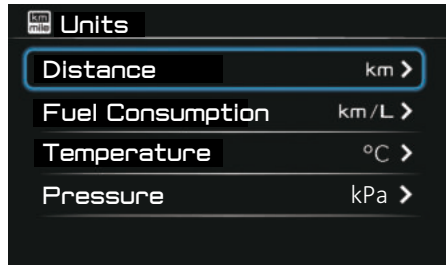 km
mile
Units
Distance km >
Fuel Consumption km/L >
Temperature °C >
Pressure kPa >